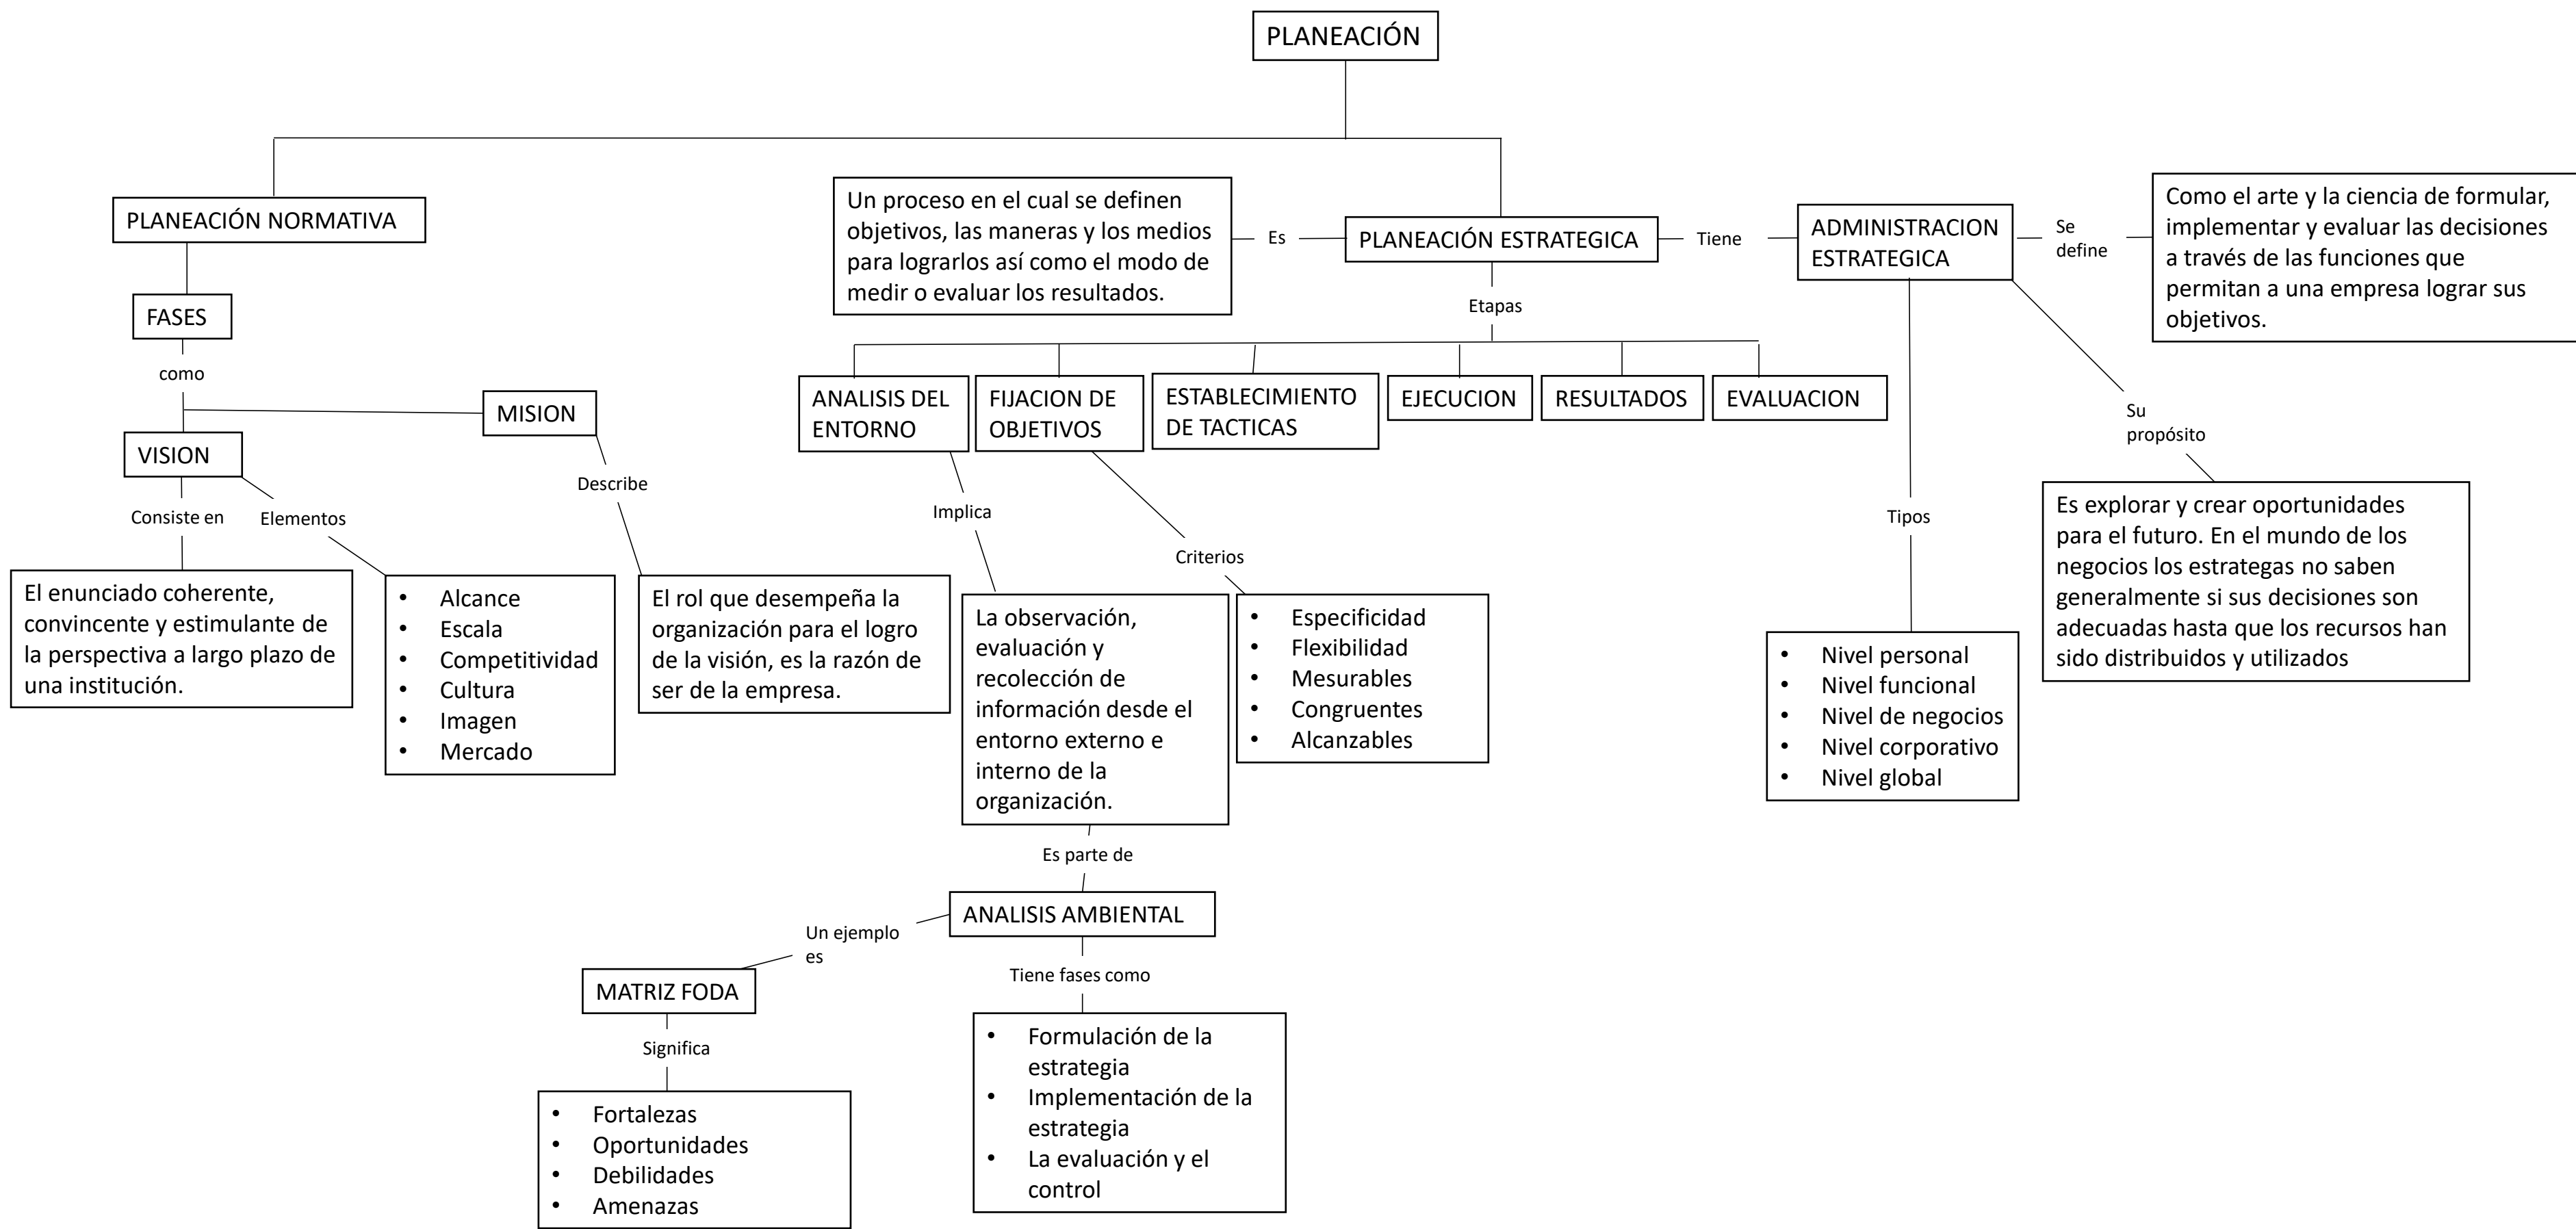 PLANEACIÓN
PLANEACIÓN NORMATIVA
FASES
como
MISION
VISION
Describe
Consiste en
Elementos
El enunciado coherente,
convincente y estimulante de
la perspectiva a largo plazo de
una institución.
• Alcance
• Escala
• Competitividad
• Cultura
• Imagen
• Mercado
El rol que desempeña la
organización para el logro
de la visión, es la razón de
ser de la empresa.
Un proceso en el cual se definen
objetivos, las maneras y los medios
para lograrlos así como el modo de
medir o evaluar los resultados.
Es
PLANEACIÓN ESTRATEGICA
Tiene
ADMINISTRACION
ESTRATEGICA
Se
define
Como el arte y la ciencia de formular,
implementar y evaluar las decisiones
a través de las funciones que
permitan a una empresa lograr sus
objetivos.
Etapas
ANALISIS DEL
ENTORNO
FIJACION DE
OBJETIVOS
ESTABLECIMIENTO
DE TACTICAS
EJECUCION
RESULTADOS
EVALUACION
Implica
Criterios
La observación,
evaluación y
recolección de
información desde el
entorno externo e
interno de la
organización.
• Especificidad
• Flexibilidad
• Mesurables
• Congruentes
• Alcanzables
Tipos
• Nivel personal
• Nivel funcional
• Nivel de negocios
• Nivel corporativo
• Nivel global
Su
propósito
Es explorar y crear oportunidades
para el futuro. En el mundo de los
negocios los estrategas no saben
generalmente si sus decisiones son
adecuadas hasta que los recursos han
sido distribuidos y utilizados
Es parte de
ANALISIS AMBIENTAL
Un ejemplo
es
MATRIZ FODA
Significa
• Fortalezas
• Oportunidades
• Debilidades
• Amenazas
Tiene fases como
• Formulación de la
estrategia
• Implementación de la
estrategia
• La evaluación y el
control